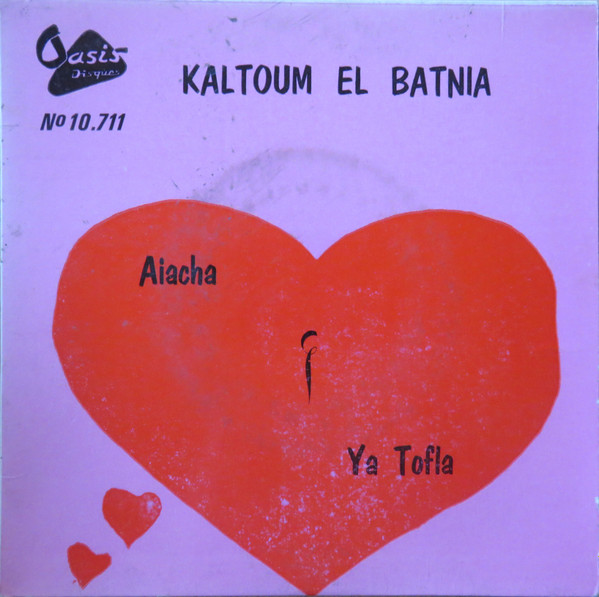 Oasis
Disques
KALTOUM EL BATNIA
Nº 10.711
Aiacha
Ya Tofla